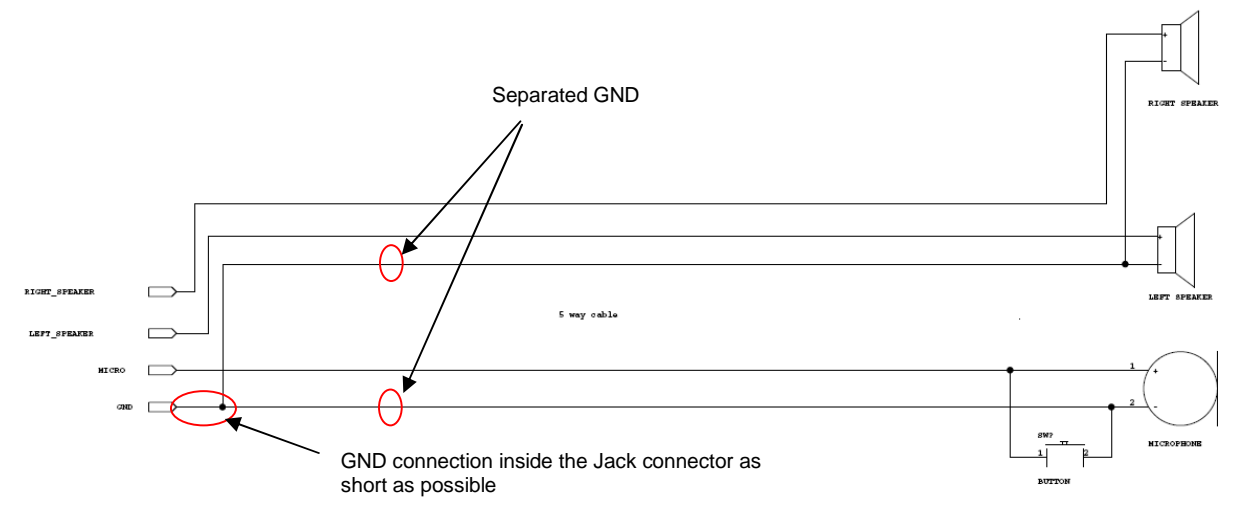 Separated GND
+
-
RIGHT SPEAKER
+
-
LEFT SPEAKER
RIGHT_SPEAKER
5 way cable
LEFT_SPEAKER
MICRO
1
+
GND
2
-
MICROPHONE
SW?
1
2
BUTTON
GND connection inside the Jack connector as
short as possible